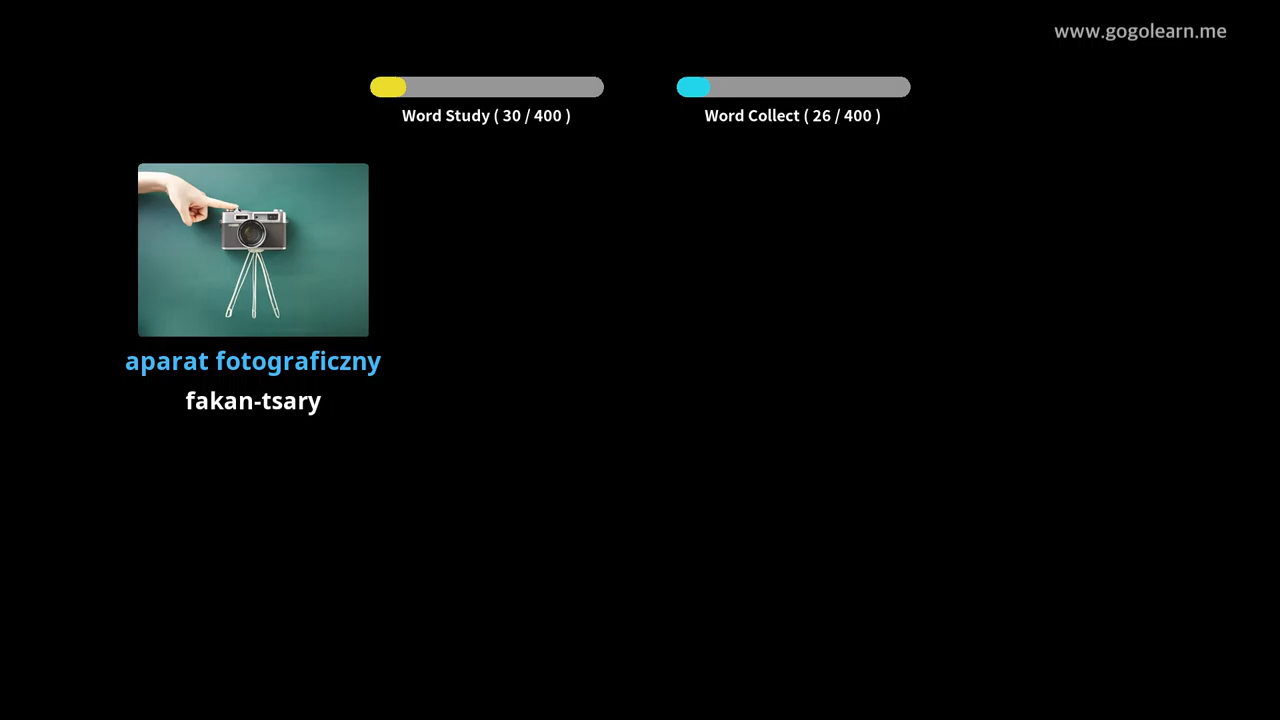 www.gogolearn.me
Word Study ( 30 / 400 )
Word Collect ( 26 / 400 )
aparat fotograficzny
fakan-tsary